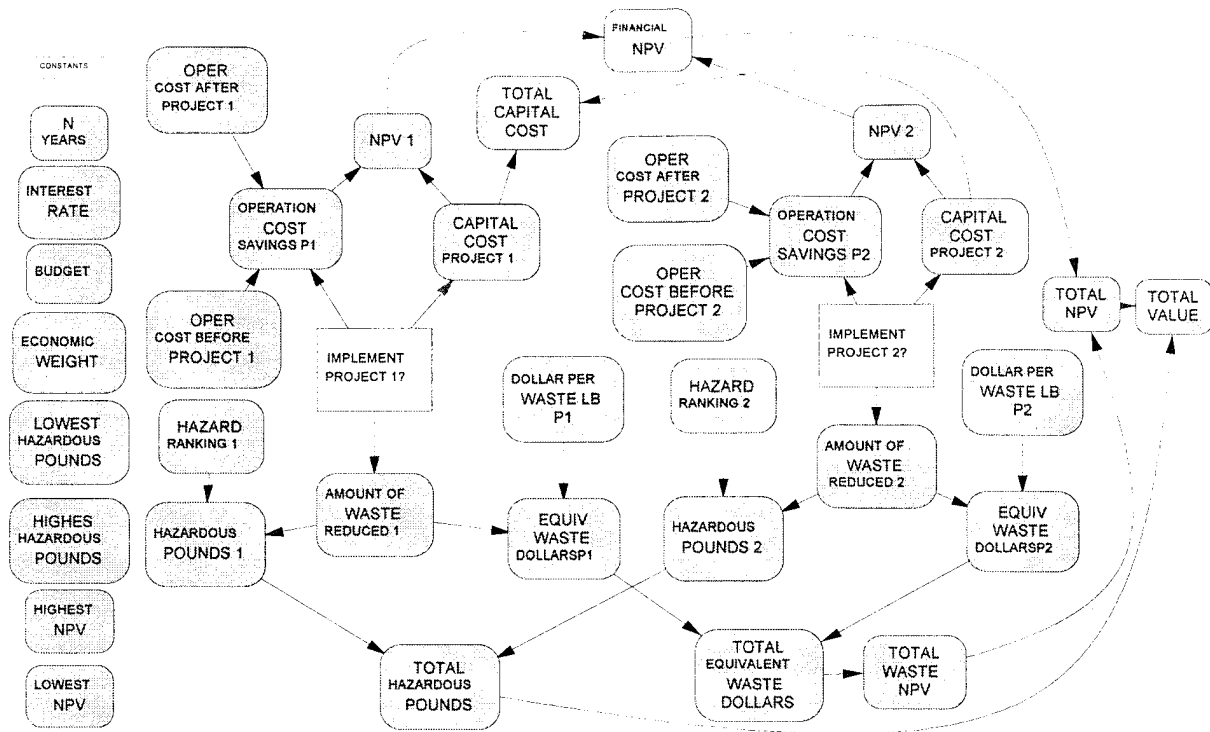 CONSTANTS
N
YEARS
INTEREST
RATE
BUDGET
ECONOMIC
WEIGHT
LOWEST
HAZARDOUS
POUNDS
HIGHES
HAZARDOUS
POUNDS
HIGHEST
NPV
LOWEST
NPV
OPER
COST AFTER
PROJECT 1
OPERATION
COST
SAVINGS P1
OPER
COST BEFORE
PROJECT 1
NPV 1
CAPITAL
COST
PROJECT 1
TOTAL
CAPITAL
COST
FINANCIAL
NPV
IMPLEMENT
PROJECT 1?
HAZARD
RANKING 1
HAZARDOUS
POUNDS 1
AMOUNT OF
WASTE
REDUCED 1
DOLLAR PER
WASTE LB
P1
EQUIV
WASTE
DOLLARSP1
OPER
COST AFTER
PROJECT 2
OPER
COST BEFORE
PROJECT 2
OPERATION
COST
SAVINGS P2
NPV 2
CAPITAL
COST
PROJECT 2
IMPLEMENT
PROJECT 2?
HAZARD
RANKING 2
HAZARDOUS
POUNDS 2
AMOUNT OF
WASTE
REDUCED 2
DOLLAR PER
WASTE LB
P2
EQUIV
WASTE
DOLLARSP2
TOTAL
HAZARDOUS
POUNDS
TOTAL
EQUIVALENT
WASTE
DOLLARS
TOTAL
WASTE
NPV
TOTAL
NPV
TOTAL
VALUE